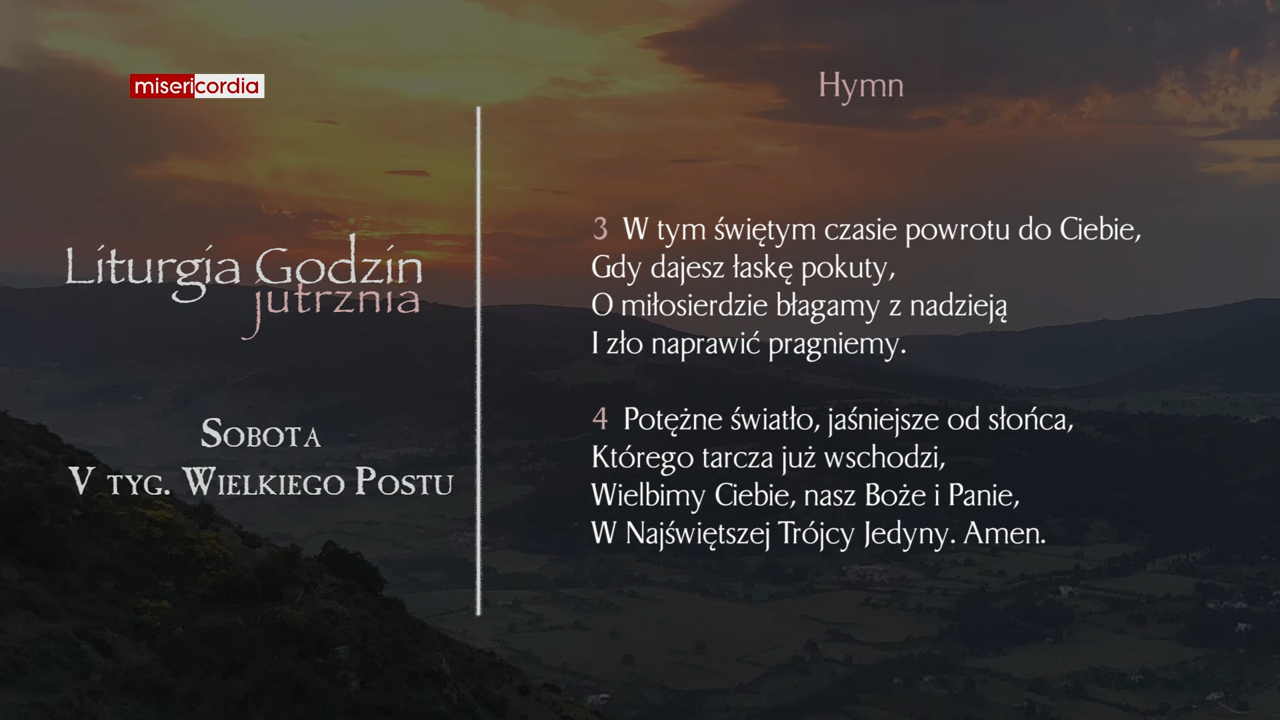 misericordia
Liturgia Godzin
jutrznia
Sobota
V tyg. Wielkiego Postu
Hymn
3 W tym świętym czasie powrotu do Ciebie,
Gdy dajesz łaskę pokuty,
O miłosierdzie błagamy z nadzieją
I zło naprawić pragniemy.
4 Potężne światło, jaśniejsze od słońca,
Którego tarcza już wschodzi,
Wielbimy Ciebie, nasz Boże i Panie,
W Najświętszej Trójcy Jedyny. Amen.